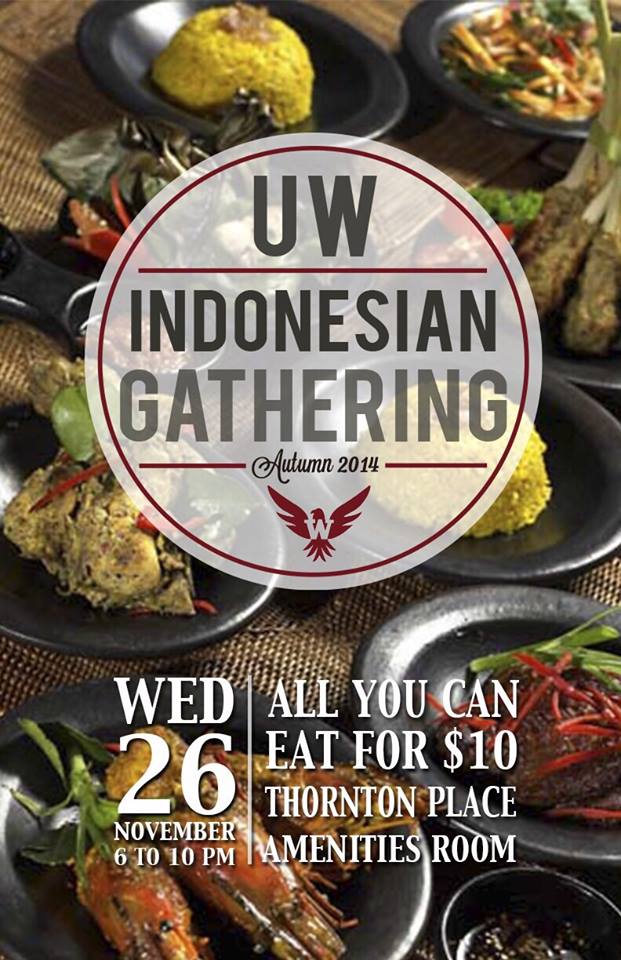 UW
INDONESIAN
GATHERING
Autumn 2014
W
WED
26
NOVEMBER
6 TO 10 PM
ALL YOU CAN
EAT FOR $10
THORNTON PLACE
AMENITIES ROOM